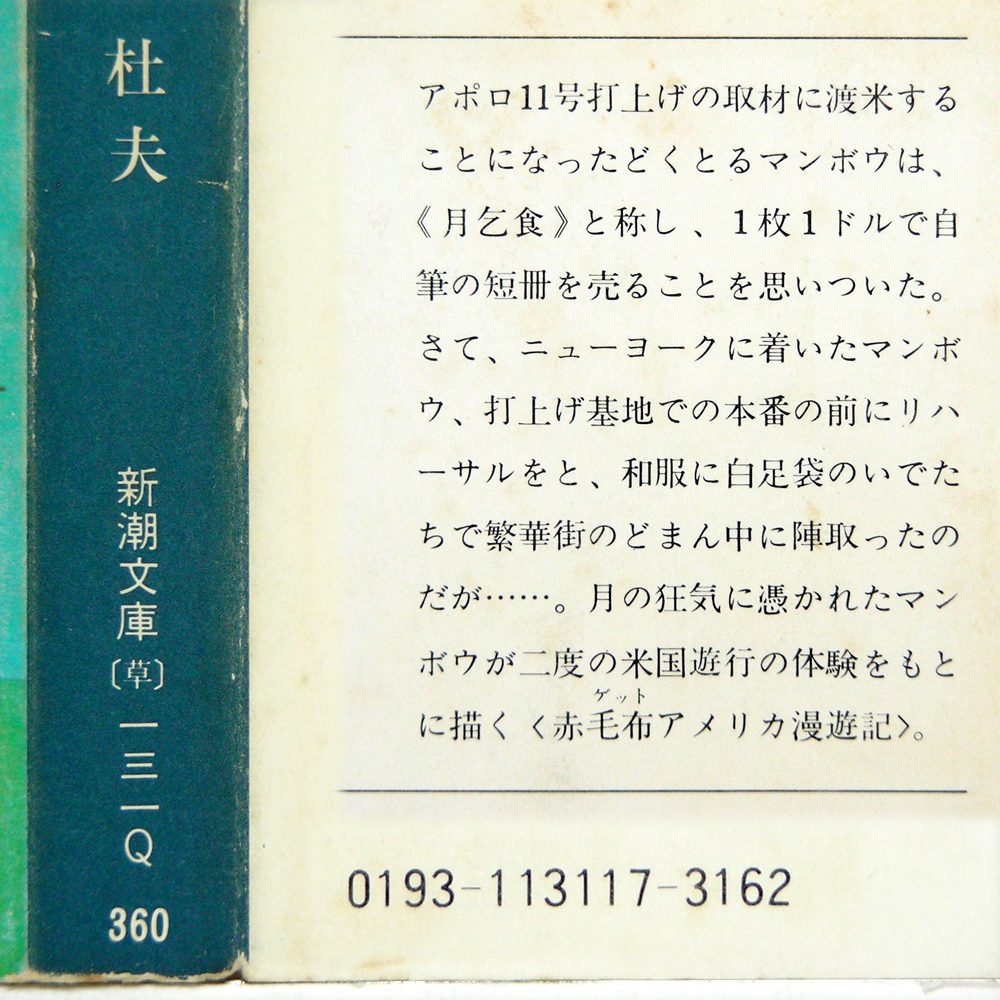 杜夫
新潮文庫〔草〕一三一Q
360
アポロ11号打上げの取材に渡米する
ことになったどくとるマンボウは、
《月乞食》と称し、1枚1ドルで自
筆の短冊を売ることを思いついた。
さて、ニューヨークに着いたマンボ
ウ、打上げ基地での本番の前にリハ
ーサルをと、和服に白足袋のいでた
ちで繁華街のどまん中に陣取ったの
だが……。月の狂気に憑かれたマン
ボウが二度の米国遊行の体験をもと
ゲット
に描く〈赤毛布アメリカ漫遊記〉。
0193-113117-3162